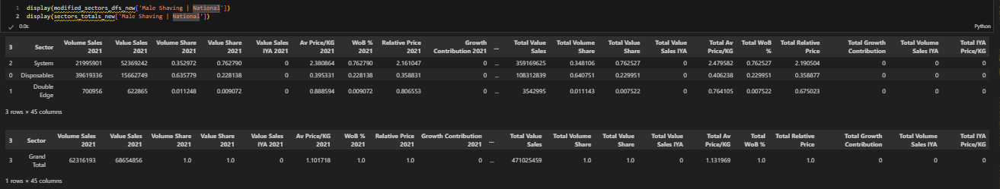 1 display(modified_sectors_dfs_new['Male Shaving | National'])
2 display(sectors_totals_new['Male Shaving | National'])
0.0s Python
3 Sector Volume Sales 2021 Value Sales 2021 Volume Share 2021 Value Share 2021 Value Sales IYA 2021 Av Price/KG 2021 WoB % 2021 Relative Price 2021 Growth Contribution 2021 ... Total Value Sales Total Volume Share Total Value Share Total Value Sales IYA Total Av Price/KG Total WoB % Total Relative Price Total Growth Contribution Total Volume Sales IYA Total IYA Price/KG
2 System 21995901 52369242 0.352972 0.762790 0 2.380864 0.762790 2.161047 0 ... 359169625 0.348106 0.762527 0 2.479582 0.762527 2.190504 0 0 0
0 Disposables 39619336 15662749 0.635779 0.228138 0 0.395331 0.228138 0.358831 0 ... 108312839 0.640751 0.229951 0 0.406238 0.229951 0.358877 0 0 0
1 Double Edge 700956 622865 0.011248 0.009072 0 0.888594 0.009072 0.806553 0 ... 3542995 0.011143 0.007522 0 0.764105 0.007522 0.675023 0 0 0
3 rows × 45 columns
3 Sector Volume Sales 2021 Value Sales 2021 Volume Share 2021 Value Share 2021 Value Sales IYA 2021 Av Price/KG 2021 WoB % 2021 Relative Price 2021 Growth Contribution 2021 ... Total Value Sales Total Volume Share Total Value Share Total Value Sales IYA Total Av Price/KG Total WoB % Total Relative Price Total Growth Contribution Total Volume Sales IYA Total IYA Price/KG
3 Grand Total 62316193 68654856 1.0 1.0 0 1.101718 1.0 1.0 0 ... 471025459 1.0 1.0 0 1.131969 1.0 1.0 0 0 0
1 rows × 45 columns